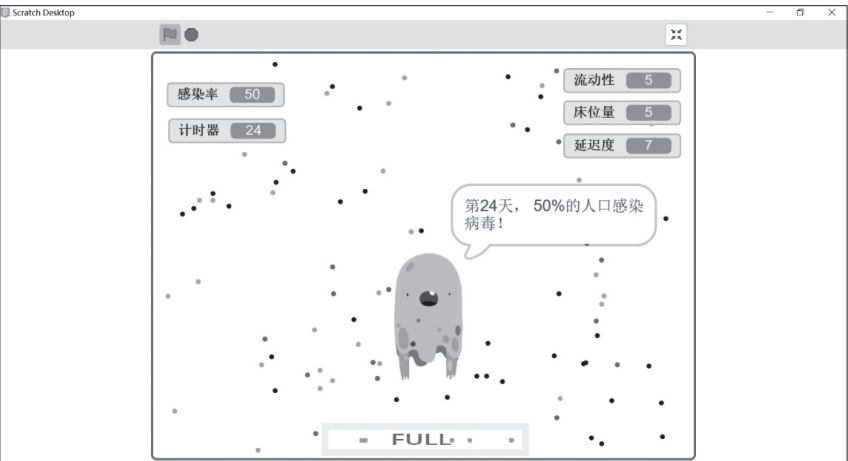 Scratch Desktop
感染率 50
计时器 24
流动性 5
床位量 5
延迟度 7
第24天， 50%的人口感染
病毒！
FULL